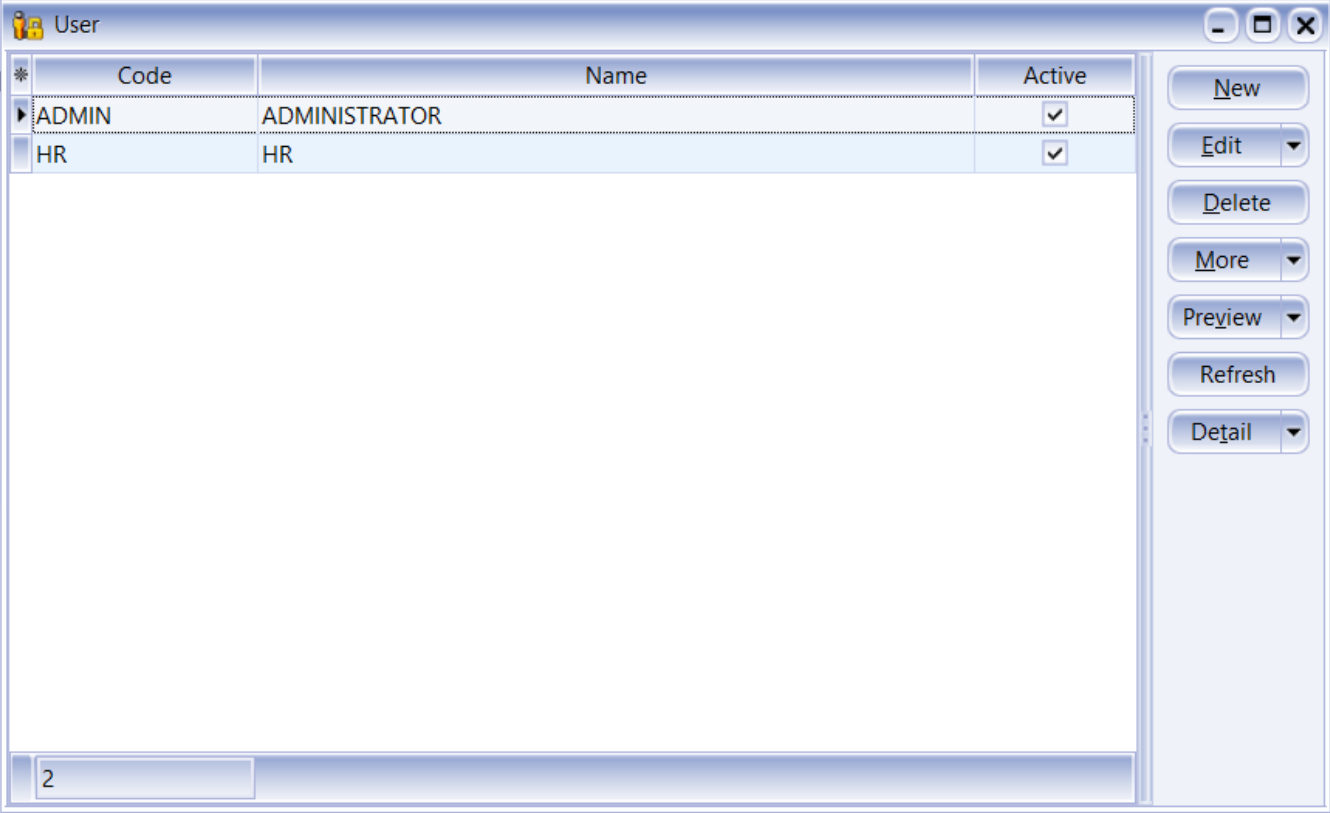 User
Code Name Active
ADMIN ADMINISTRATOR
HR HR
2
New
Edit
Delete
More
Preview
Refresh
Detail